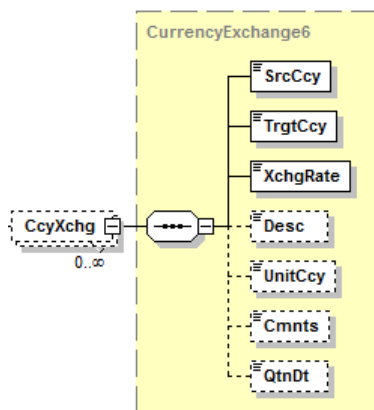 CurrencyExchange6
SrcCcy
TrgtCcy
XchgRate
CcyXchg
0..∞
Desc
UnitCcy
Cmnts
QtnDt